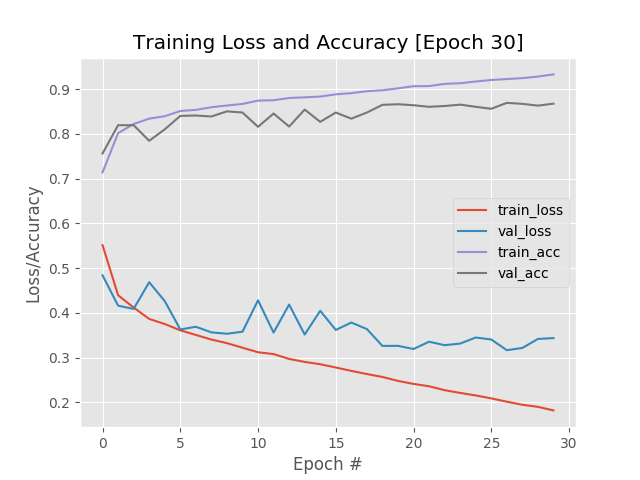 Training Loss and Accuracy [Epoch 30]
Loss/Accuracy
0.9
0.8
0.7
0.6
0.5
0.4
0.3
0.2
train_loss
val_loss
train_acc
val_acc
0 5 10 15 20 25 30
Epoch #